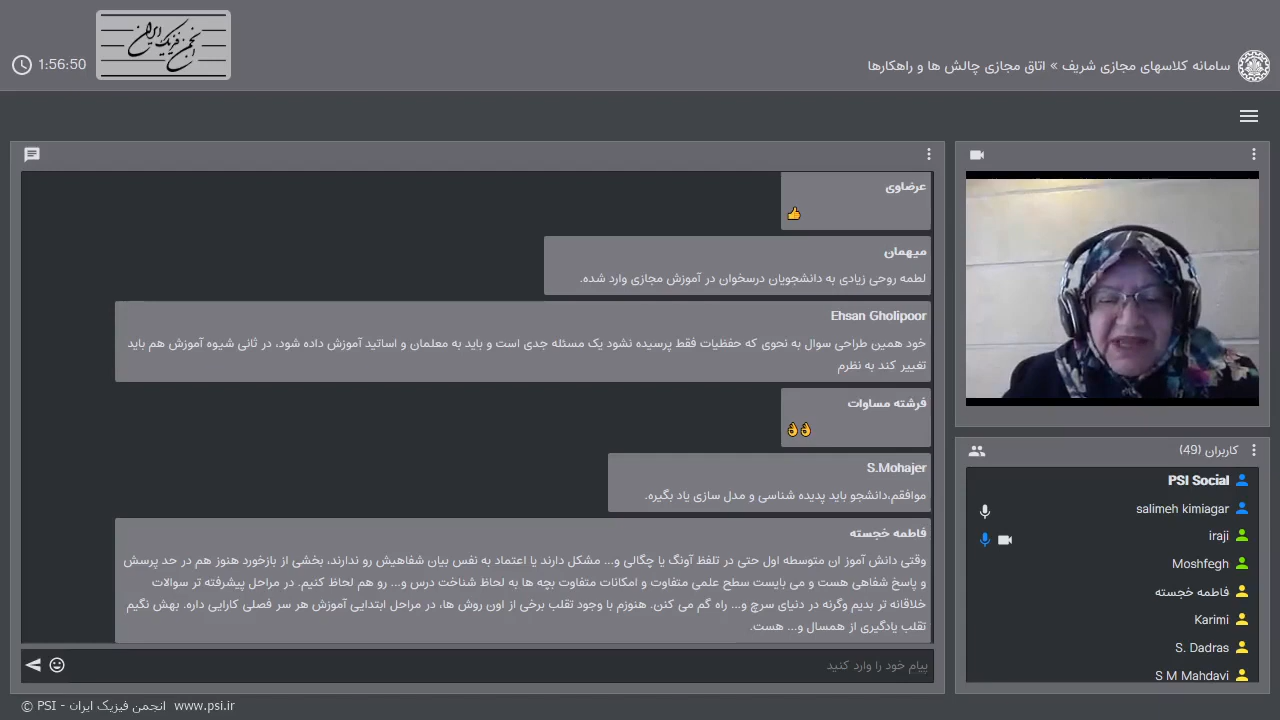 1:56:50
انجمن فیزیک ایران
سامانه کلاسهای مجازی شریف » اتاق مجازی چالش ها و راهکارها
عرضاوی
👍
میهمان
لطمه روحی زیادی به دانشجویان درسخوان در آموزش مجازی وارد شده.
Ehsan Gholipoor
خود همین طراحی سوال به نحوی که حفظیات فقط پرسیده نشود یک مسئله جدی است و باید به معلمان و اساتید آموزش داده شود، در ثانی شیوه آموزش هم باید
تغییر کند به نظرم
فرشته مساوات
👌👌
S.Mohajer
موافقم،دانشجو باید پدیده شناسی و مدل سازی یاد بگیره.
فاطمه خجسته
وقتی دانش آموز ان متوسطه اول حتی در تلفظ آونگ یا چگالی و... مشکل دارند یا اعتماد به نفس بیان شفاهیش رو ندارند، بخشی از بازخورد هنوز هم در حد پرسش
و پاسخ شفاهی هست و می بایست سطح علمی متفاوت و امکانات متفاوت بچه ها به لحاظ شناخت درس و... رو هم لحاظ کنیم. در مراحل پیشرفته تر سوالات
خلاقانه تر بدیم وگرنه در دنیای سرچ و... راه گم می کنن. هنوزم با وجود تقلب برخی از اون روش ها، در مراحل ابتدایی آموزش هر سر فصلی کارایی داره. بهش نگیم
تقلب یادگیری از همسال و... هست.
پیام خود را وارد کنید
کاربران (49)
PSI Social
salimeh kimiagar
iraji
Moshfegh
فاطمه خجسته
Karimi
S. Dadras
S M Mahdavi
© PSI - انجمن فیزیک ایران www.psi.ir